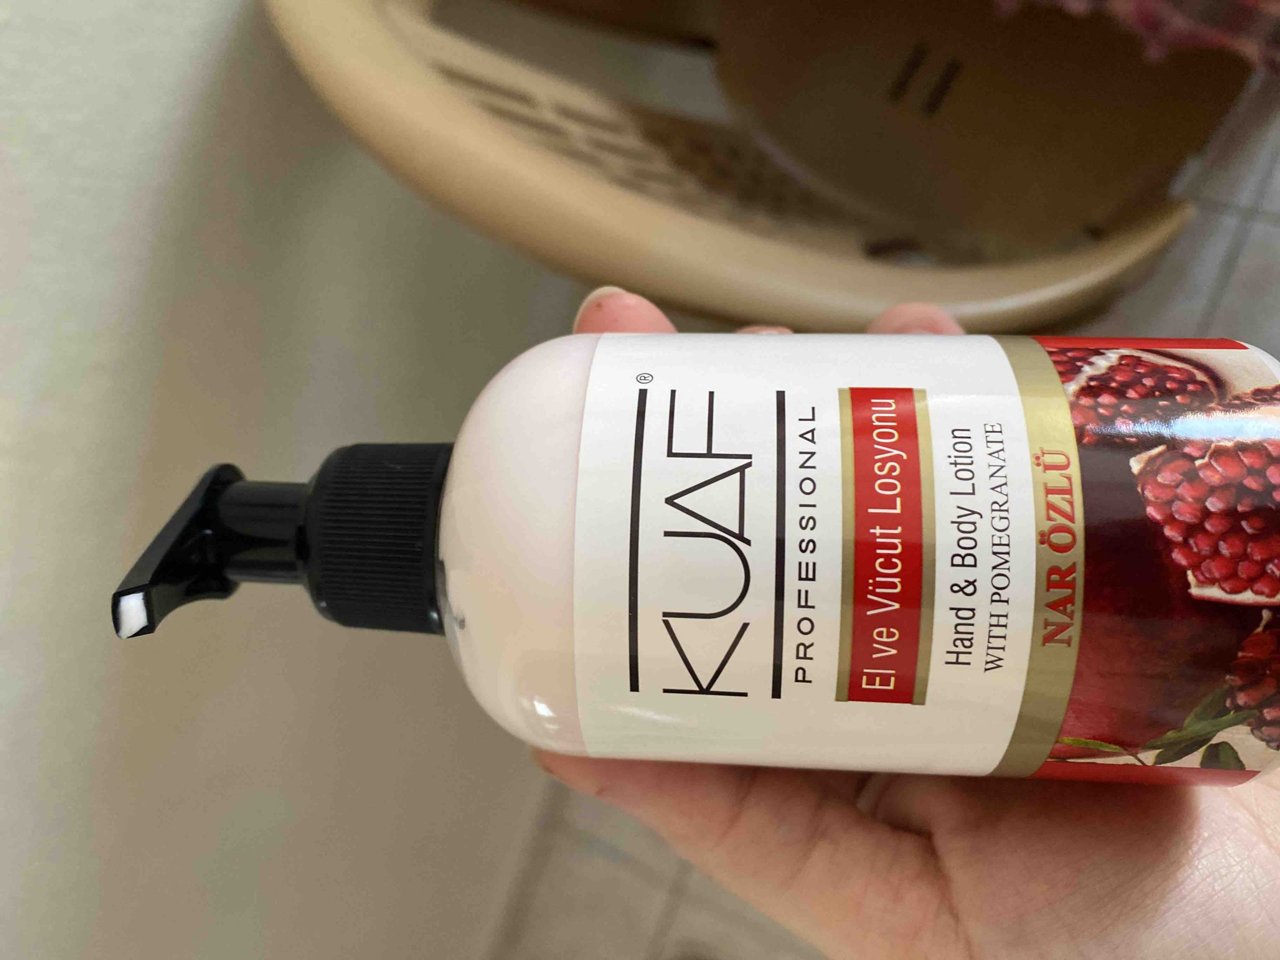 KUAF®
PROFESSIONAL
El ve Vücut Losyonu
Hand & Body Lotion
WITH POMEGRANATE
NAR ÖZLÜ